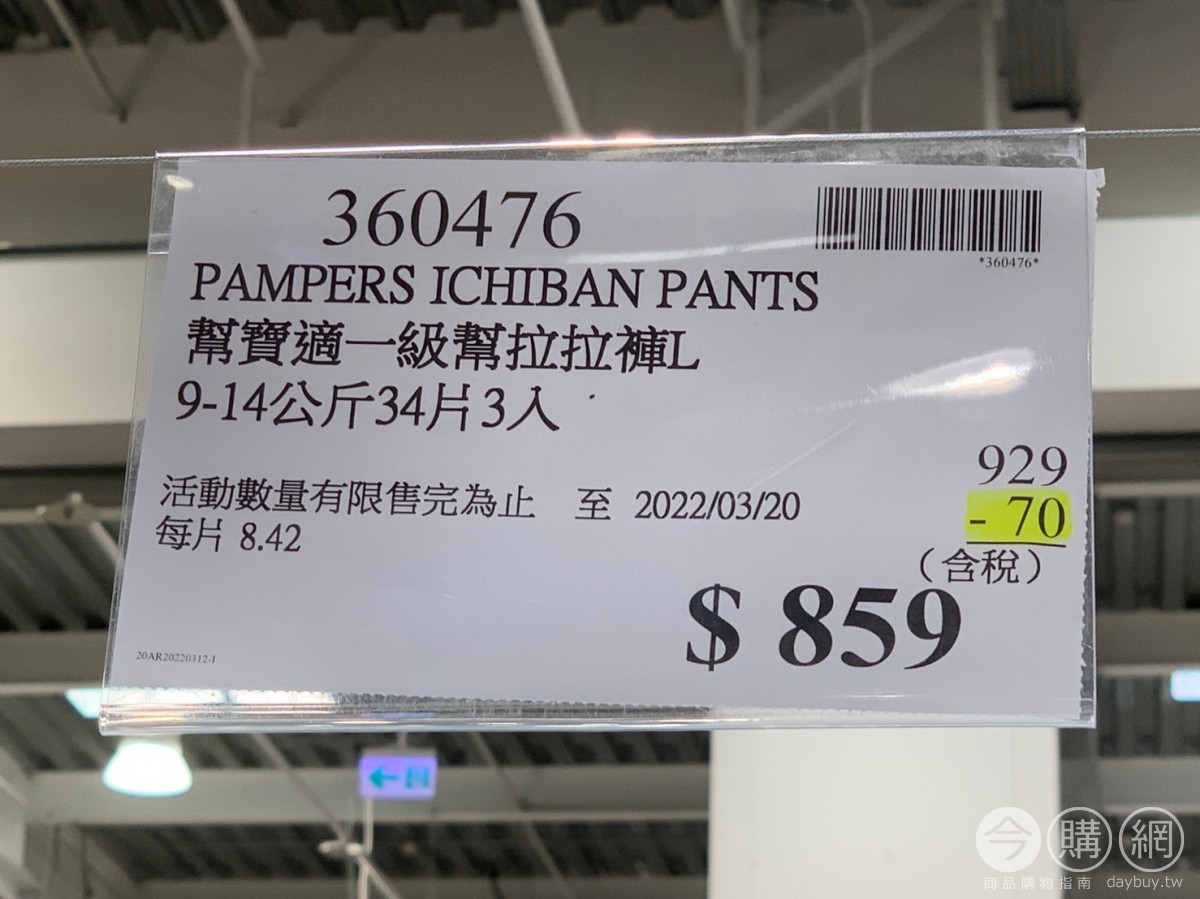 360476
*360476*
PAMPERS ICHIBAN PANTS
幫寶適一級幫拉拉褲L
9-14公斤34片3入
929
- 70
活動數量有限售完為止 至 2022/03/20
每片 8.42
（含稅）
$ 859
20AR20220312-1
今購網
商品購物指南 daybuy.tw